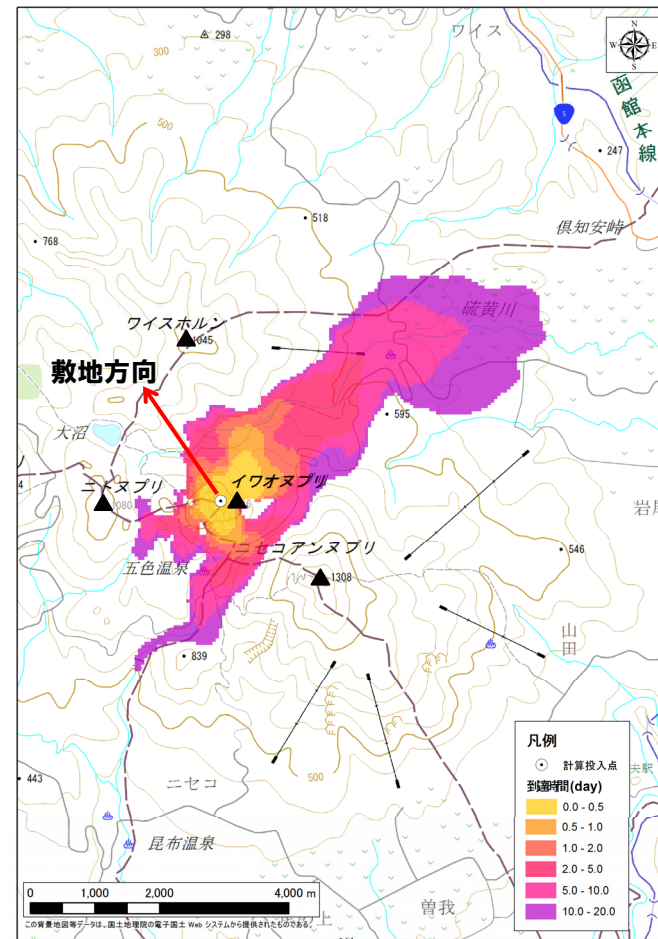 298
ワイス
N
W
E
S
300
函館本線
5
500
247
518
倶知安峠
768
ワイスホルン
1045
硫黄川
敷地方向
595
大沼
イワオヌプリ
ニトヌプリ
1080
4
岩尾
ニセコアンヌプリ
546
五色温泉
1308
山田
839
凡例
計算投入点
夫駅
到達時間(day)
443
ニセコ
500
0.0 - 0.5
0.5 - 1.0
1.0 - 2.0
昆布温泉
2.0 - 5.0
5.0 - 10.0
10.0 - 20.0
0 1,000 2,000 4,000 m
曽我
上
この背景地図等データは、国土地理院の電子国土 Web システムから提供されたものである。